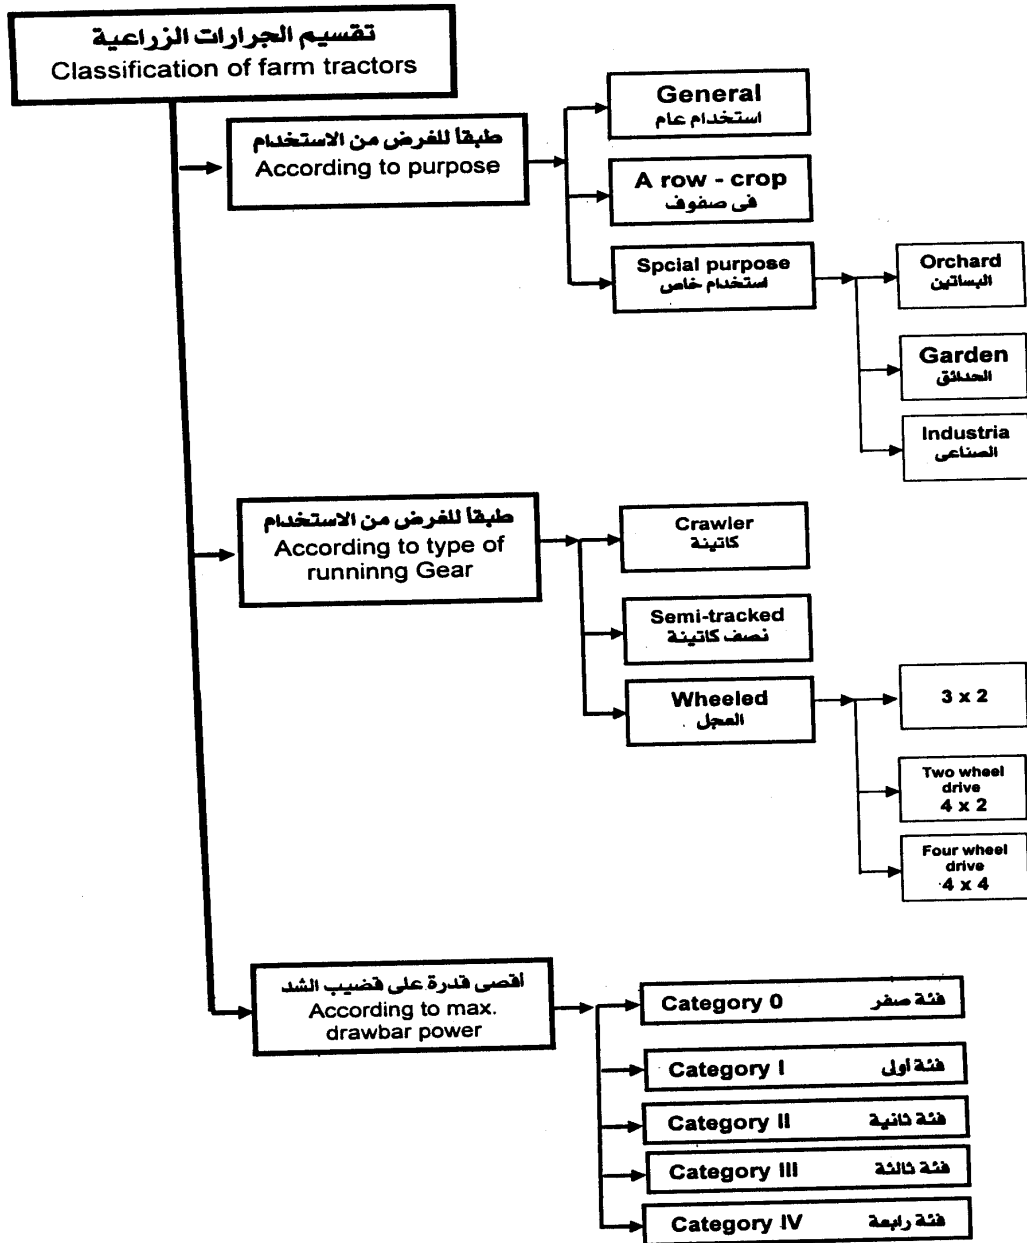 تقسيم الجرارات الزراعية
Classification of farm tractors
طبقاً للغرض من الاستخدام
According to purpose
General
استخدام عام
A row - crop
فى صفوف
Spcial purpose
استخدام خاص
Orchard
البساتين
Garden
الحدائق
Industria
الصناعى
طبقاً للغرض من الاستخدام
According to type of
runninng Gear
Crawler
كاتينة
Semi-tracked
نصف كاتينة
Wheeled
العجل
3 x 2
Two wheel
drive
4 x 2
Four wheel
drive
4 x 4
أقصى قدرة على قضيب الشد
According to max.
drawbar power
Category 0 فئة صفر
Category I فئة أولى
Category II فئة ثانية
Category III فئة ثالثة
Category IV فئة رابعة